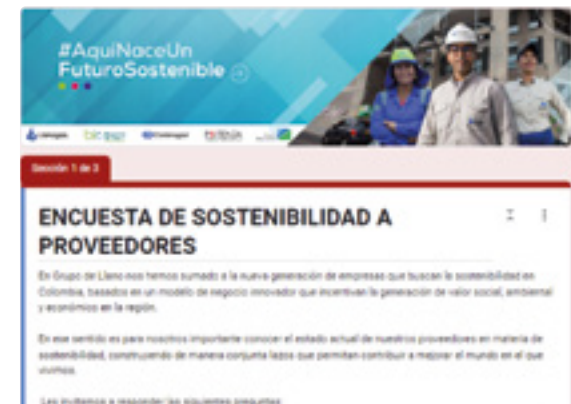 #AquíNaceUn
FuturoSostenible
Sección 1 de 3
ENCUESTA DE SOSTENIBILIDAD A
PROVEEDORES
En Grupo de Llano nos hemos sumado a la nueva generación de empresas que buscan la sostenibilidad en
Colombia, basados en un modelo de negocio innovador que incentivan la generación de valor social, ambiental
y económicos en la región.
En ese sentido es para nosotros importante conocer el estado actual de nuestros proveedores en materia de
sostenibilidad, construyendo de manera conjunta lazos que permitan contribuir a mejorar el mundo en el que
vivimos.
Les invitamos a responder las siguientes preguntas: